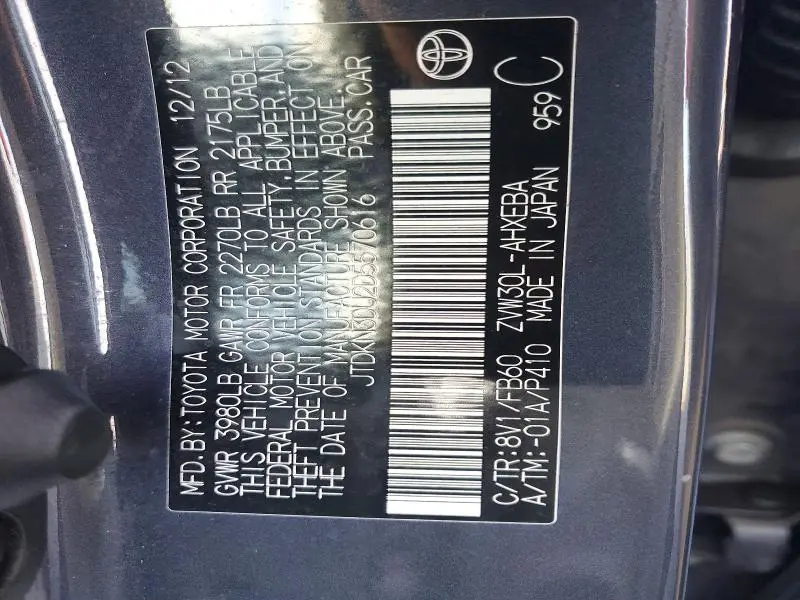 MFD.BY:TOYOTA MOTOR CORPORATION 12/12
GVWR 3980LB GAWR FR 2270LB RR 2175LB
THIS VEHICLE CONFORMS TO ALL APPLICABLE
FEDERAL MOTOR VEHICLE SAFETY,BUMPER,AND
THEFT PREVENTION STANDARDS IN EFFECT ON
THE DATE OF MANUFACTURE SHOWN ABOVE.
PASS.CAR
C/TR:8V1/FB60 ZVW30L-AHXEBA
A/TM:-01A/P410 MADE IN JAPAN 959 C